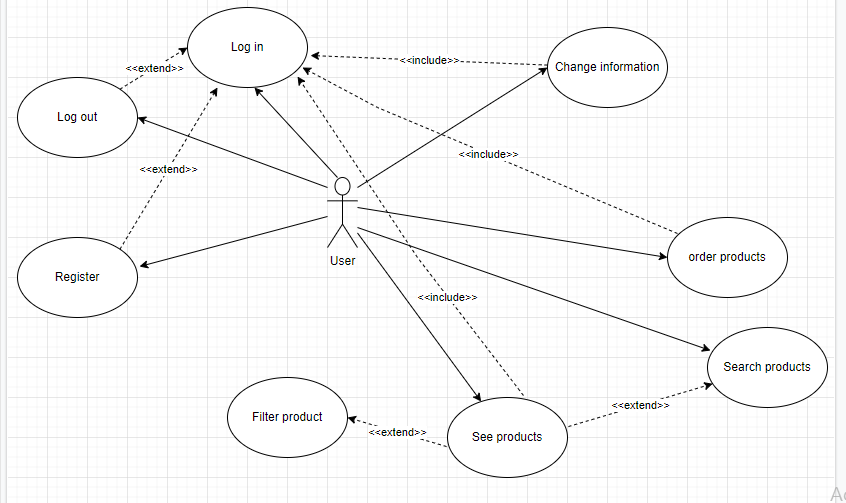 Log in
<<extend>>
<<include>>
Change information
Log out
<<extend>>
<<include>>
order products
User
Register
<<include>>
Search products
<<extend>>
Filter product
<<extend>>
See products